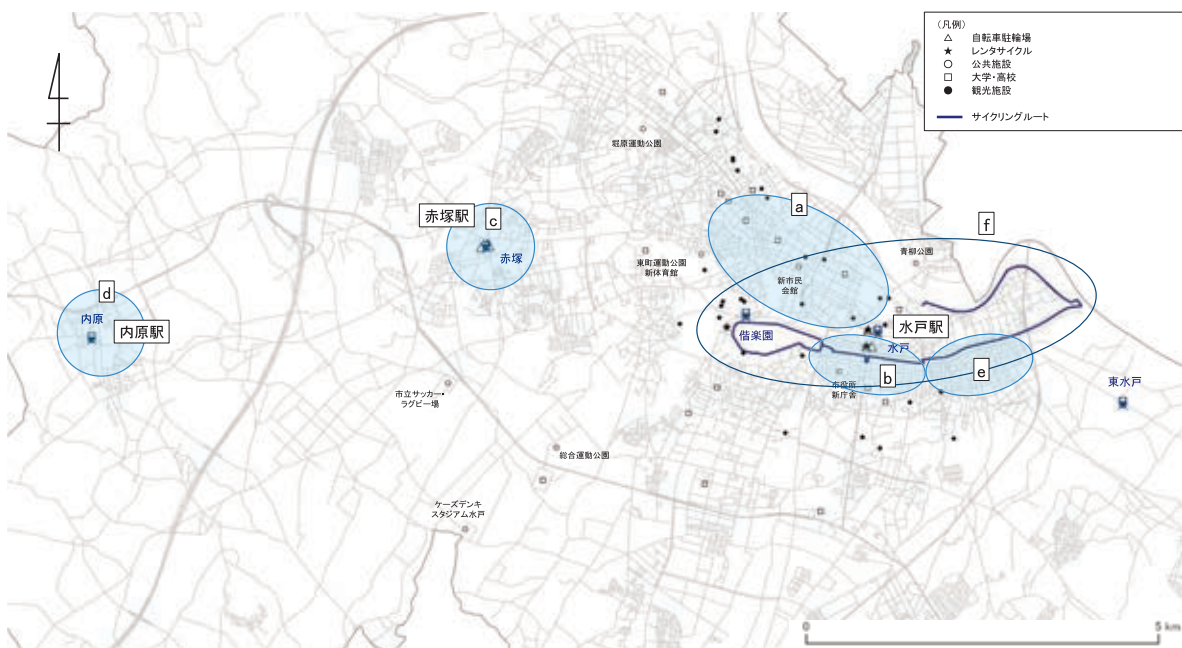 (凡例)
自転車駐輪場
レンタサイクル
公共施設
大学・高校
観光施設
サイクリングルート
堀原運動公園
a
f
赤塚駅
c
赤塚
東町運動公園
新体育館
青柳公園
新市民
会館
d
内原
内原駅
水戸駅
偕楽園
水戸
e
b
市役所
新庁舎
東水戸
市立サッカー・
ラグビー場
総合運動公園
ケーズデンキ
スタジアム水戸
0
5 km